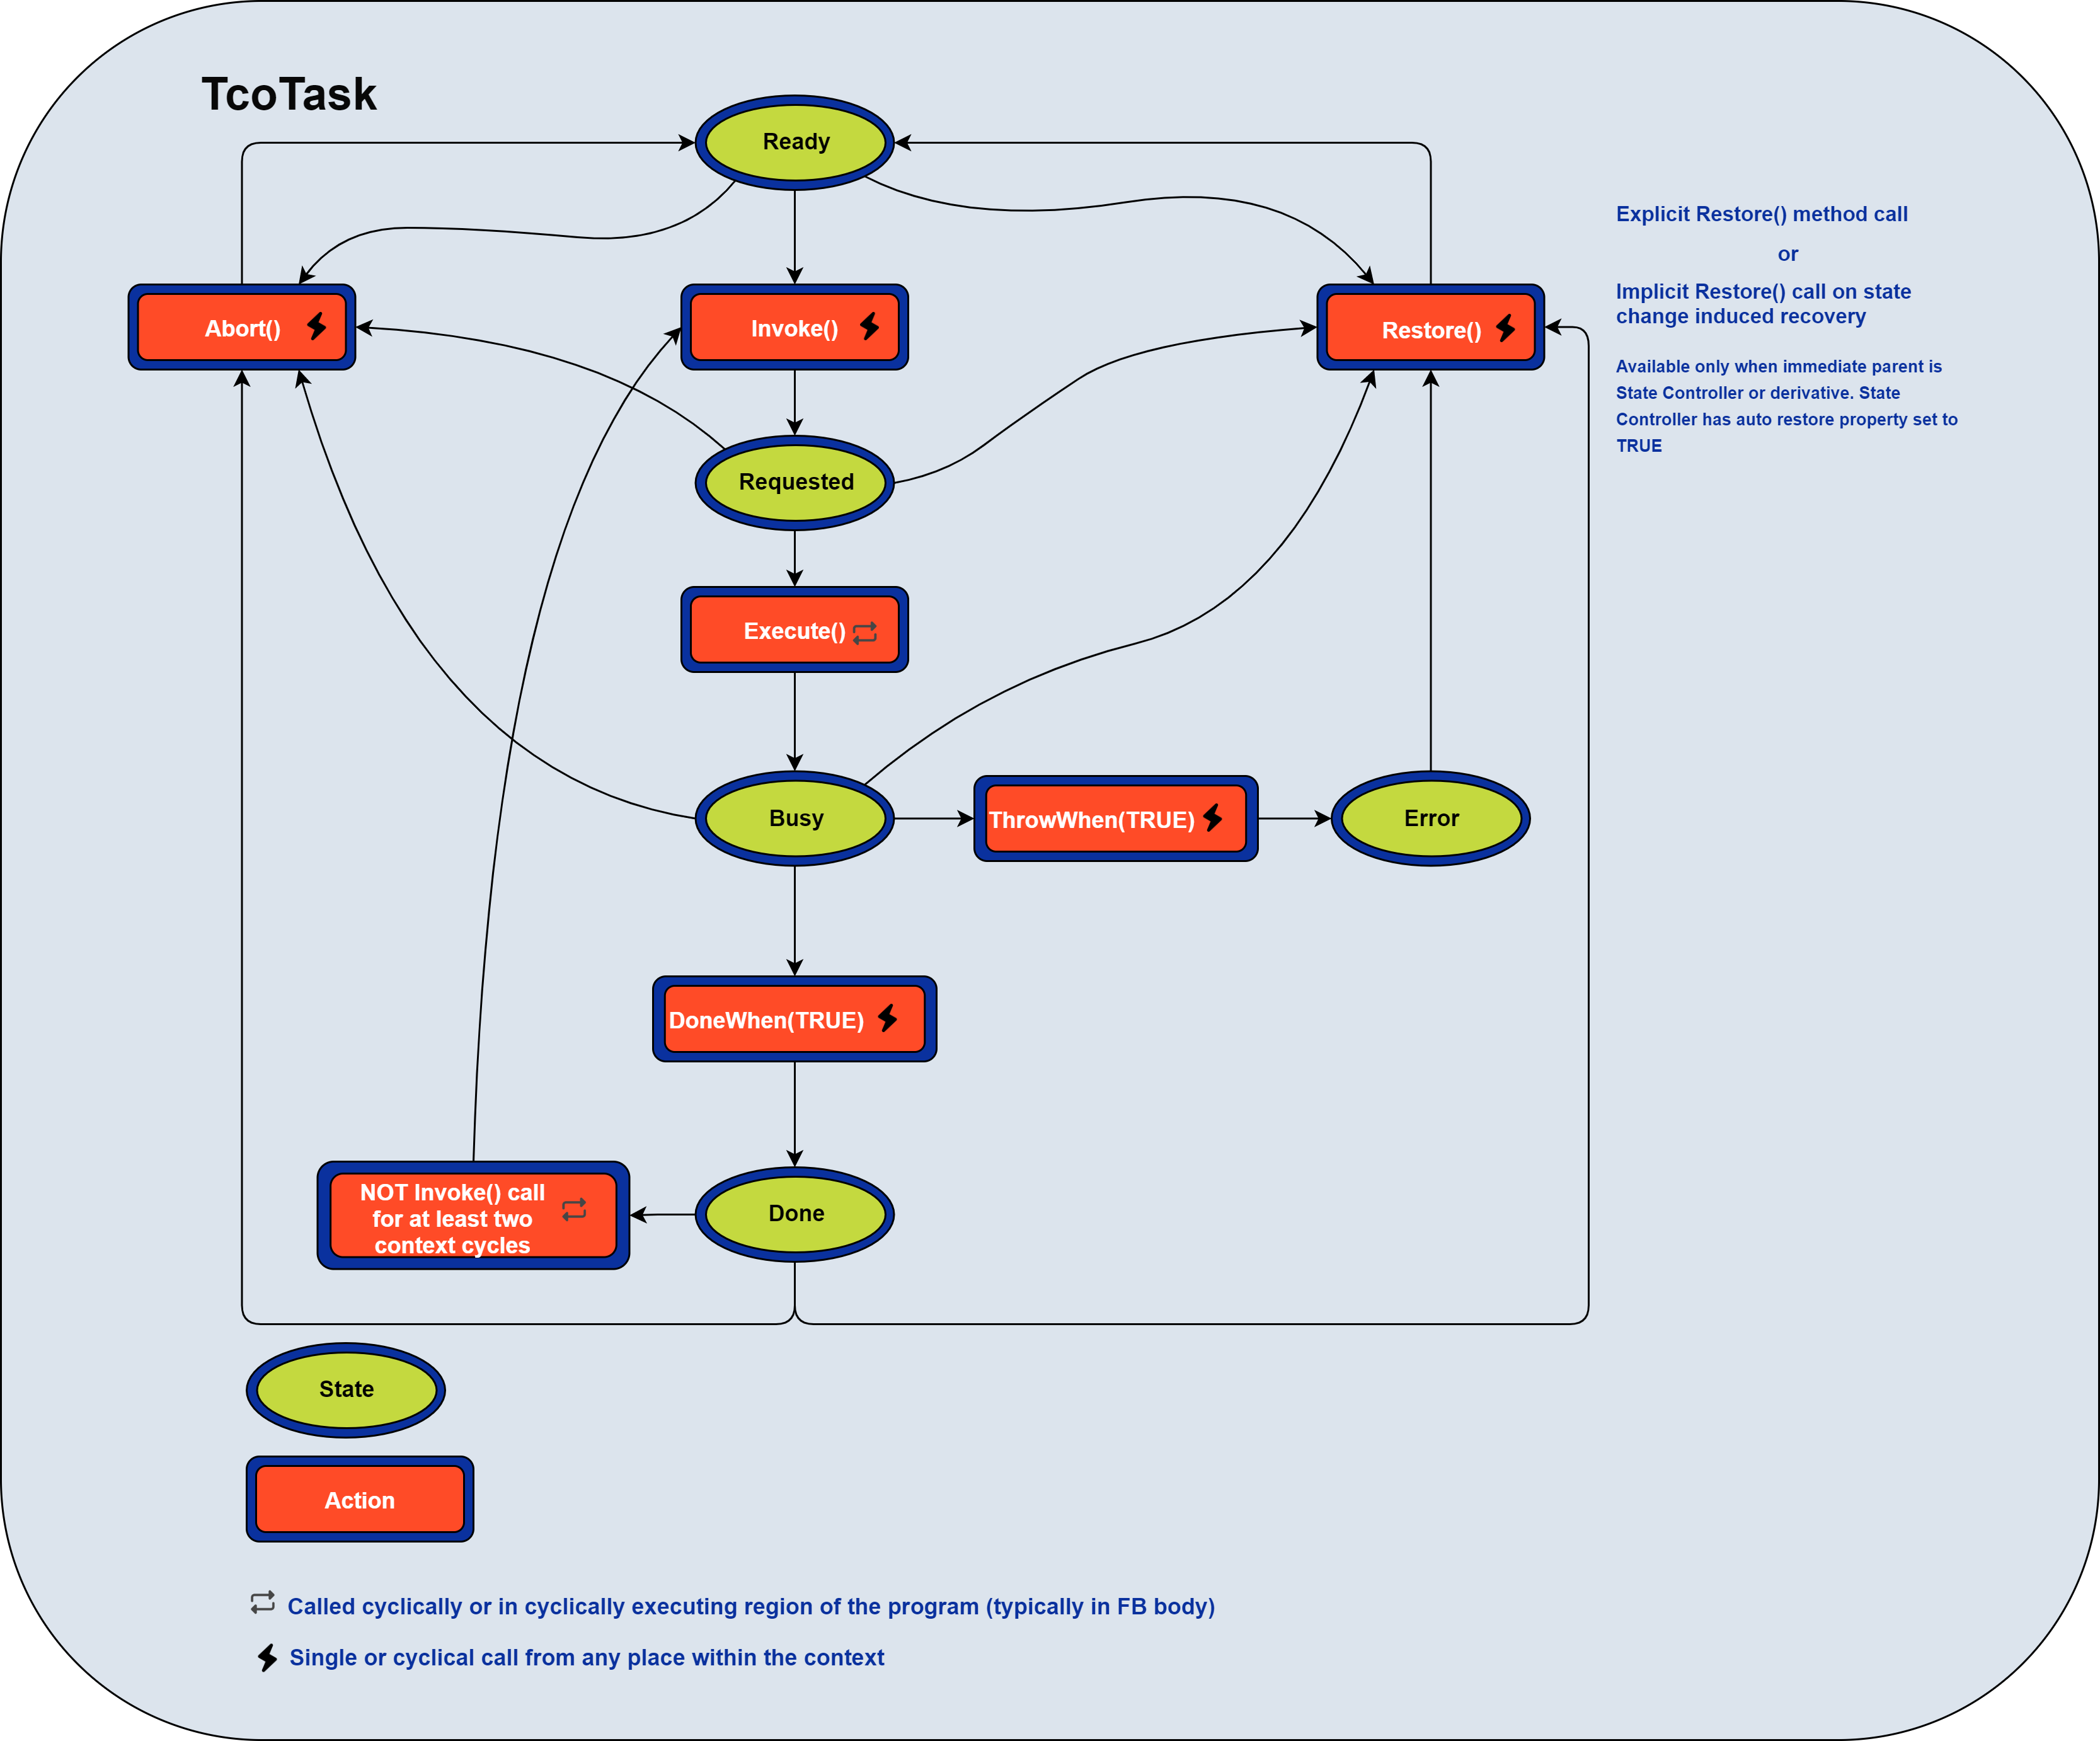 TcoTask
Ready
Explicit Restore() method call
or
Implicit Restore() call on state
change induced recovery
Available only when immediate parent is
State Controller or derivative. State
Controller has auto restore property set to
TRUE
Abort()
Invoke()
Restore()
Requested
Execute()
Busy
ThrowWhen(TRUE)
Error
DoneWhen(TRUE)
NOT Invoke() call
for at least two
context cycles
Done
State
Action
Called cyclically or in cyclically executing region of the program (typically in FB body)
Single or cyclical call from any place within the context